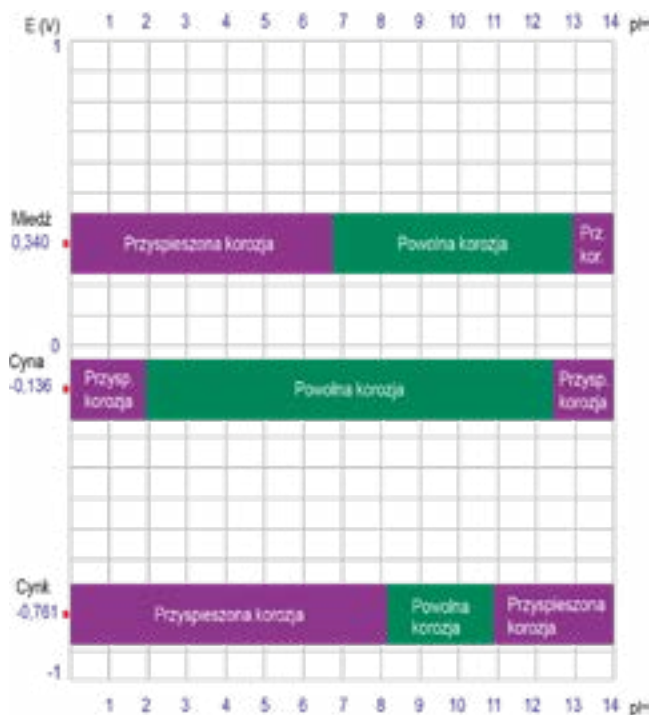 E (V) 1 2 3 4 5 6 7 8 9 10 11 12 13 14 pH
1
Miedź
0,340
Przyspieszona korozja
Powolna korozja
Prz.
kor.
0
Cyna
-0,136
Przysp.
korozja
Powolna korozja
Przysp.
korozja
Cynk
-0,761
Przyspieszona korozja
Powolna
korozja
Przyspieszona
korozja
-1
1 2 3 4 5 6 7 8 9 10 11 12 13 14 pH